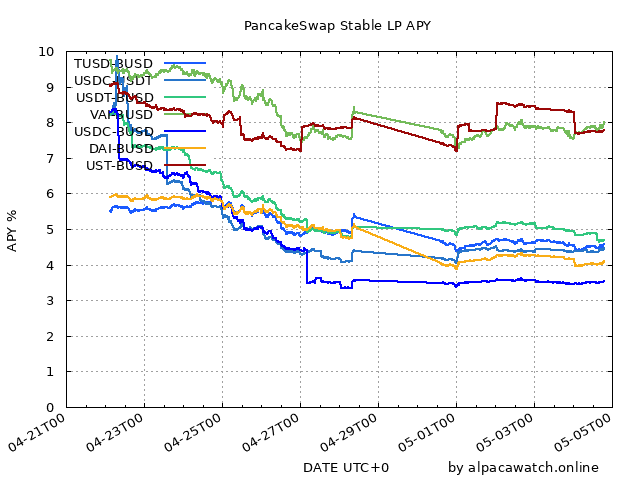 PancakeSwap Stable LP APY
APY %
10
9
8
7
6
5
4
3
2
1
0
TUSD-BUSD
USDC-USDT
USDT-BUSD
VAI-BUSD
USDC-BUSD
DAI-BUSD
UST-BUSD
04-21T00
04-23T00
04-25T00
04-27T00
04-29T00
05-01T00
05-03T00
05-05T00
DATE UTC+0
by alpacawatch.online